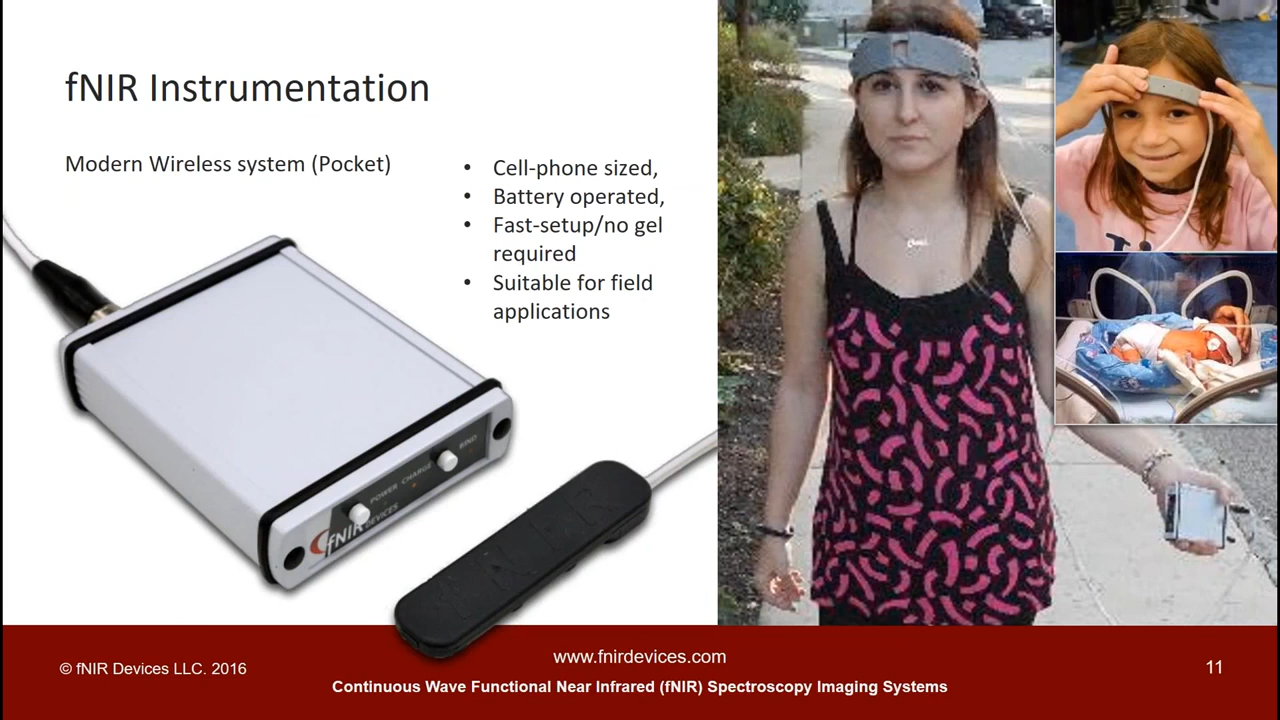 fNIR Instrumentation
Modern Wireless system (Pocket)
• Cell-phone sized,
• Battery operated,
• Fast-setup/no gel
required
• Suitable for field
applications
POWER CHARGE BIND
fNIR DEVICES
© fNIR Devices LLC. 2016
www.fnirdevices.com
Continuous Wave Functional Near Infrared (fNIR) Spectroscopy Imaging Systems
11